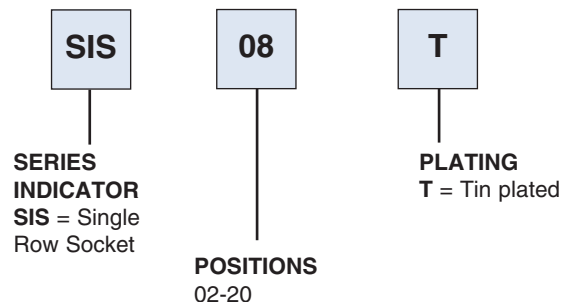 SIS 08 T
SERIES
INDICATOR
SIS = Single
Row Socket
POSITIONS
02-20
PLATING
T = Tin plated